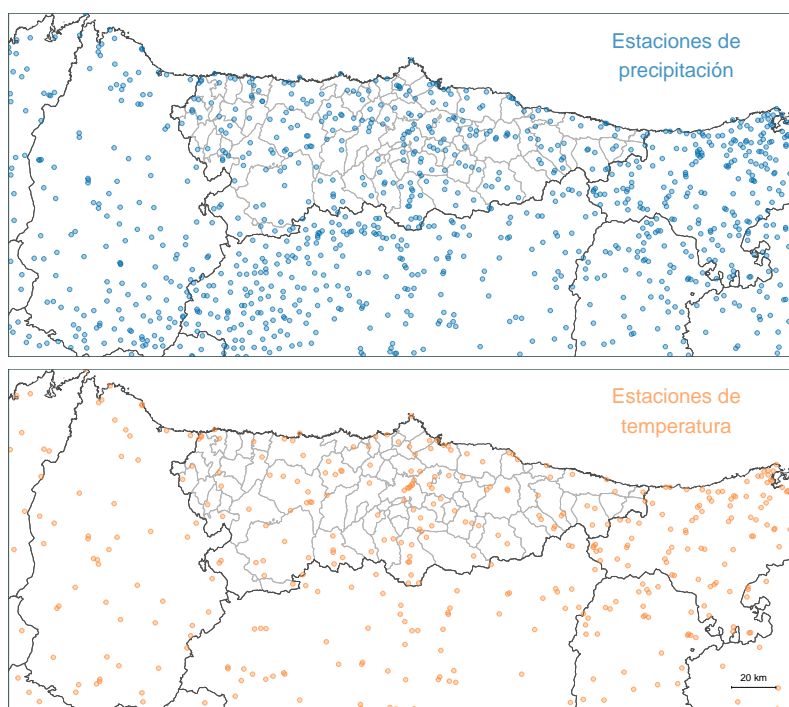 Estaciones de
precipitación
Estaciones de
temperatura
20 km